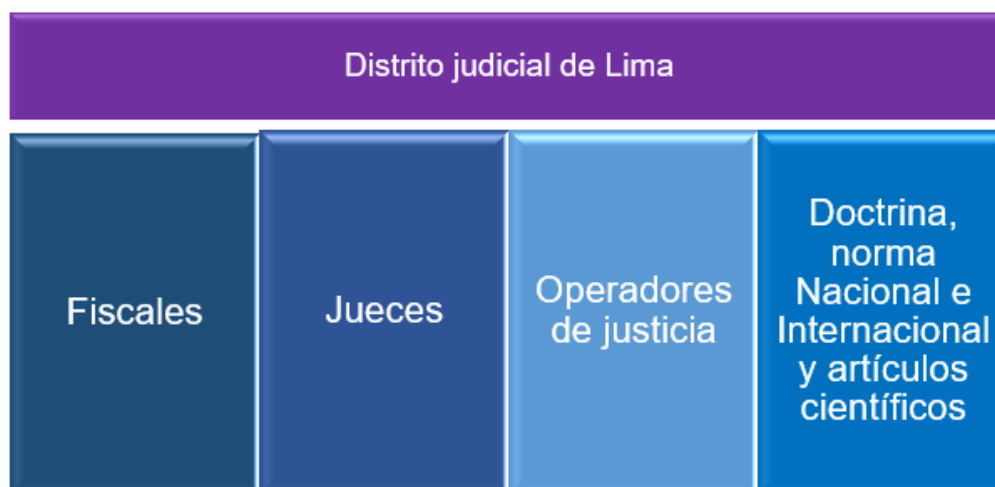 Distrito judicial de Lima
Fiscales
Jueces
Operadores
de justicia
Doctrina,
norma
Nacional e
Internacional
y artículos
científicos